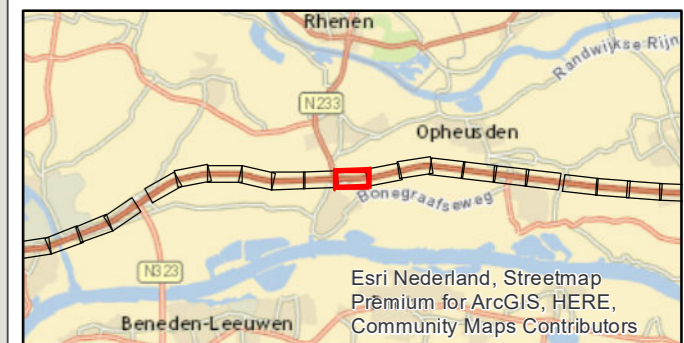 Rhenen
Randwijkse Rijn
N233
Opheusden
Bonegraafseweg
N323
Esri Nederland, Streetmap
Premium for ArcGIS, HERE,
Community Maps Contributors
Beneden-Leeuwen